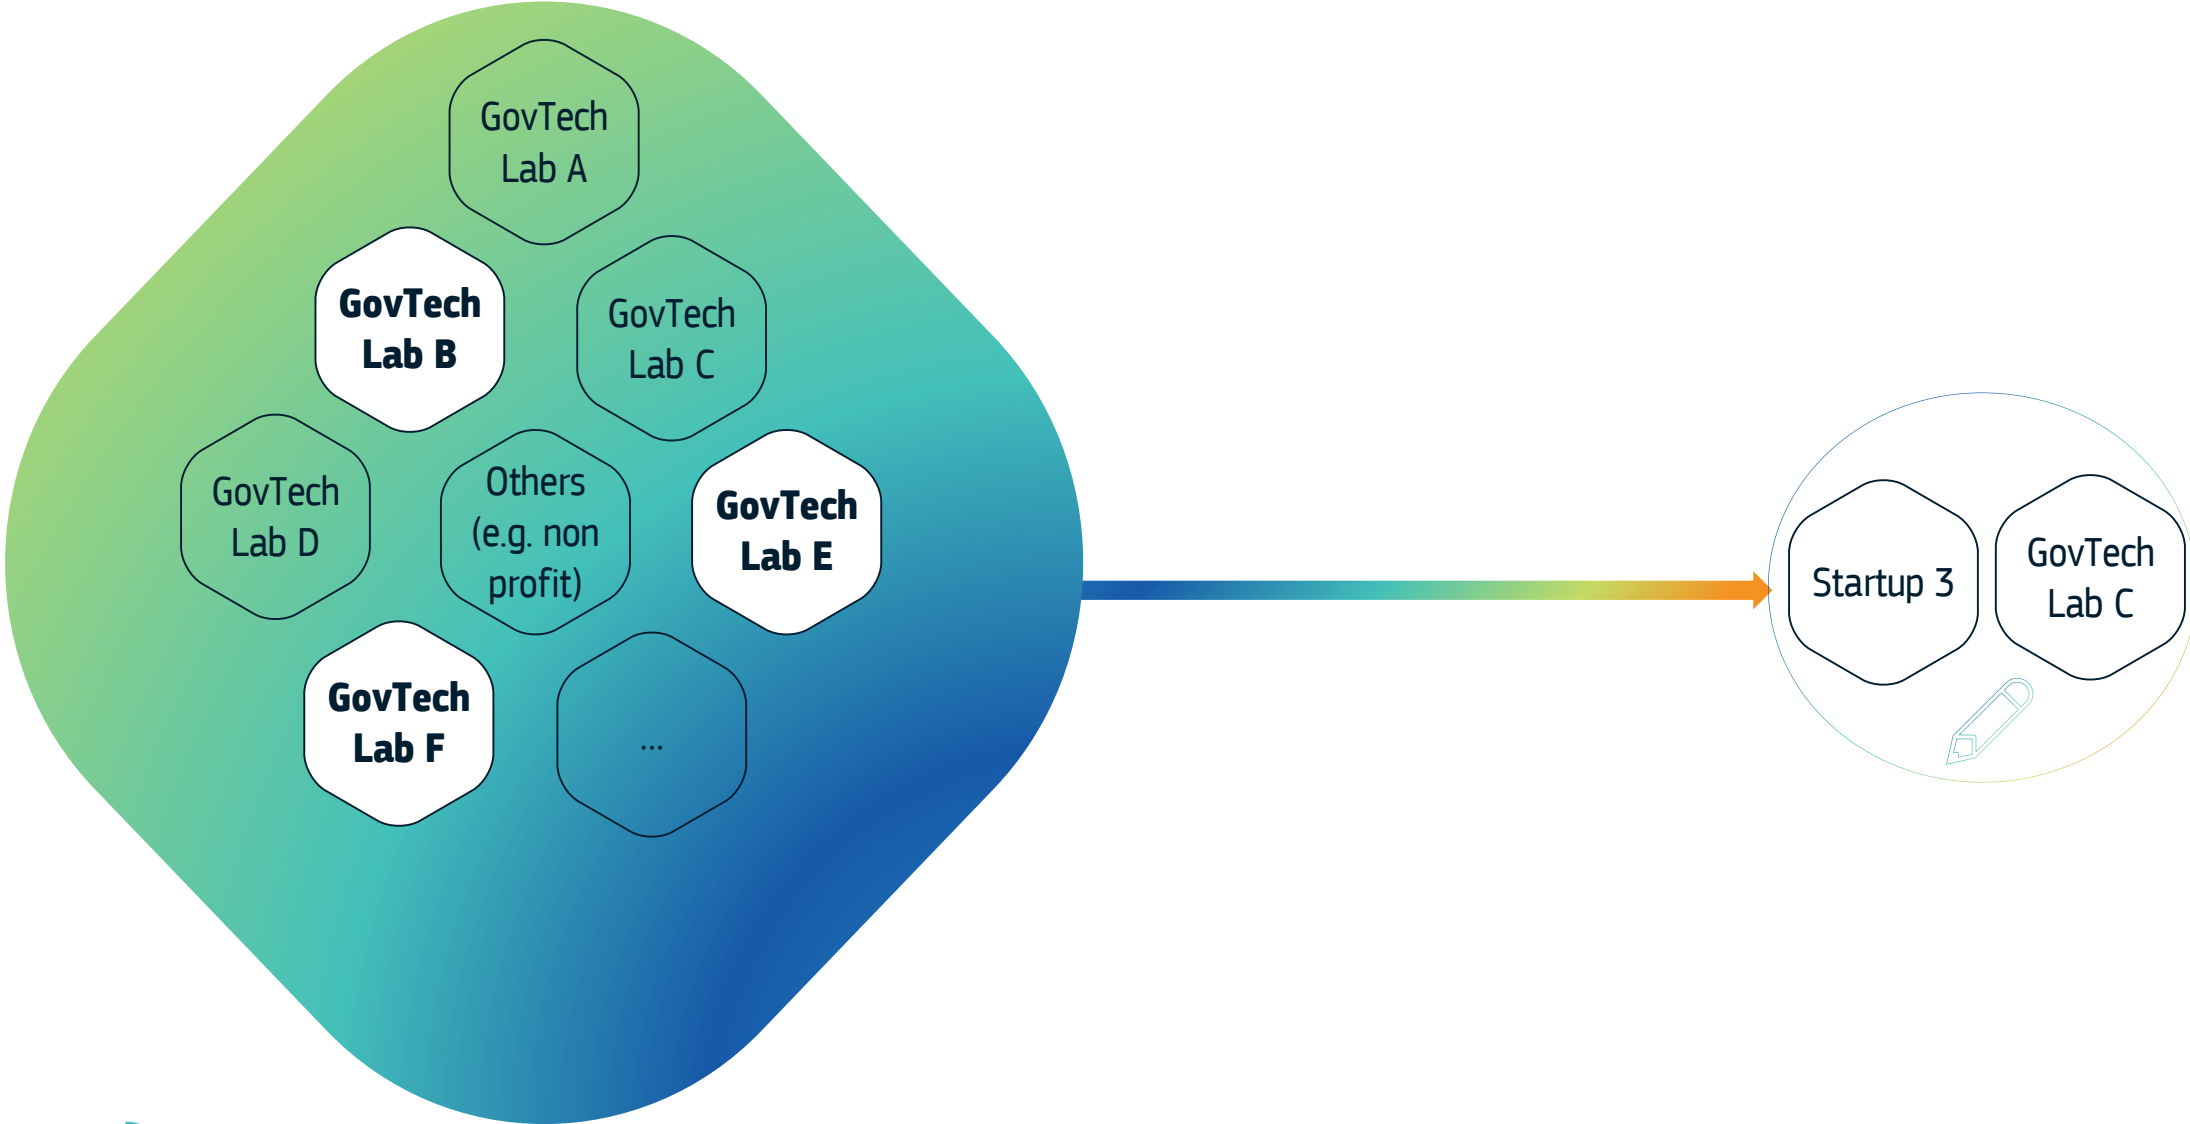 GovTech
Lab A
GovTech
Lab B
GovTech
Lab C
GovTech
Lab D
Others
(e.g. non
profit)
GovTech
Lab E
GovTech
Lab F
...
Startup 3
GovTech
Lab C